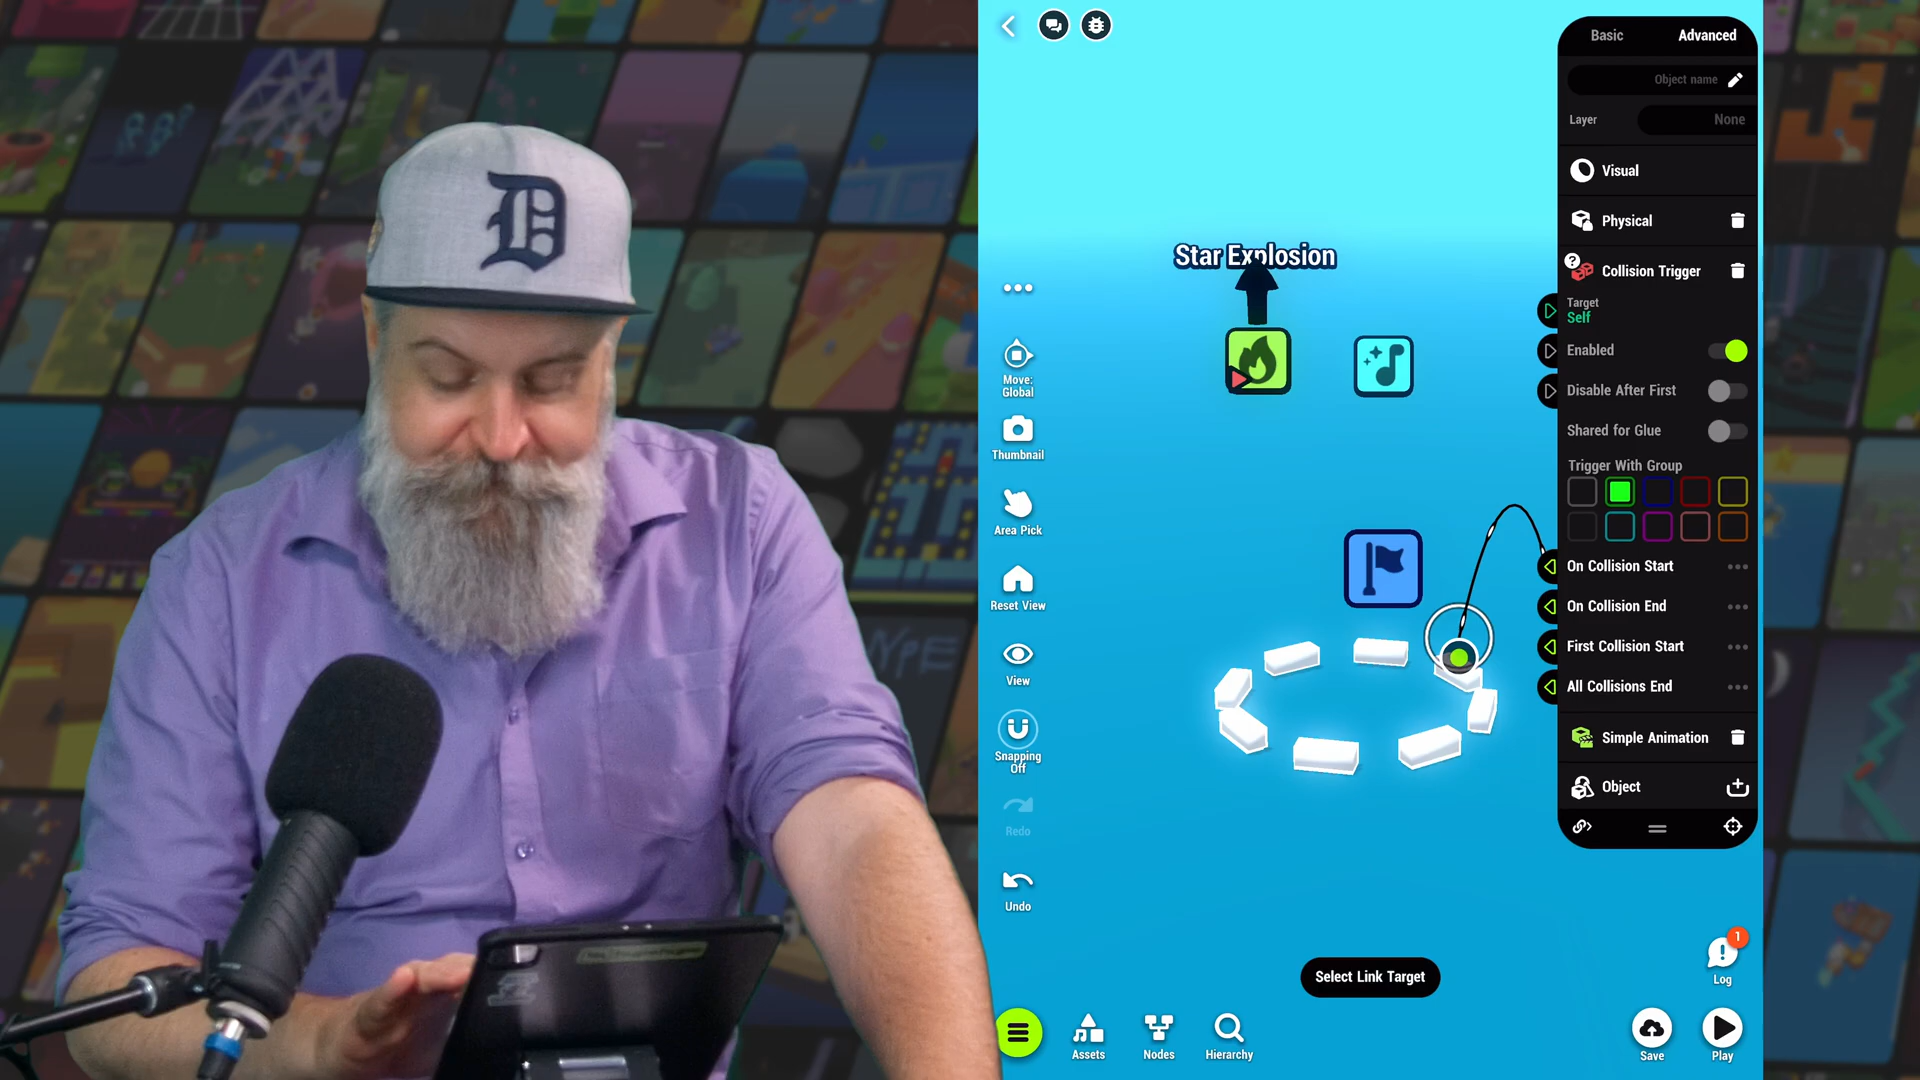 D
Star Explosion
Move:
Global
Thumbnail
Area Pick
Reset View
View
Snapping
Off
Redo
Undo
Select Link Target
Assets
Nodes
Hierarchy
Basic
Advanced
Object name
Layer
None
Visual
Physical
?
Collision Trigger
Target
Self
Enabled
Disable After First
Shared for Glue
Trigger With Group
On Collision Start
On Collision End
First Collision Start
All Collisions End
Simple Animation
Object
1
Log
Save
Play